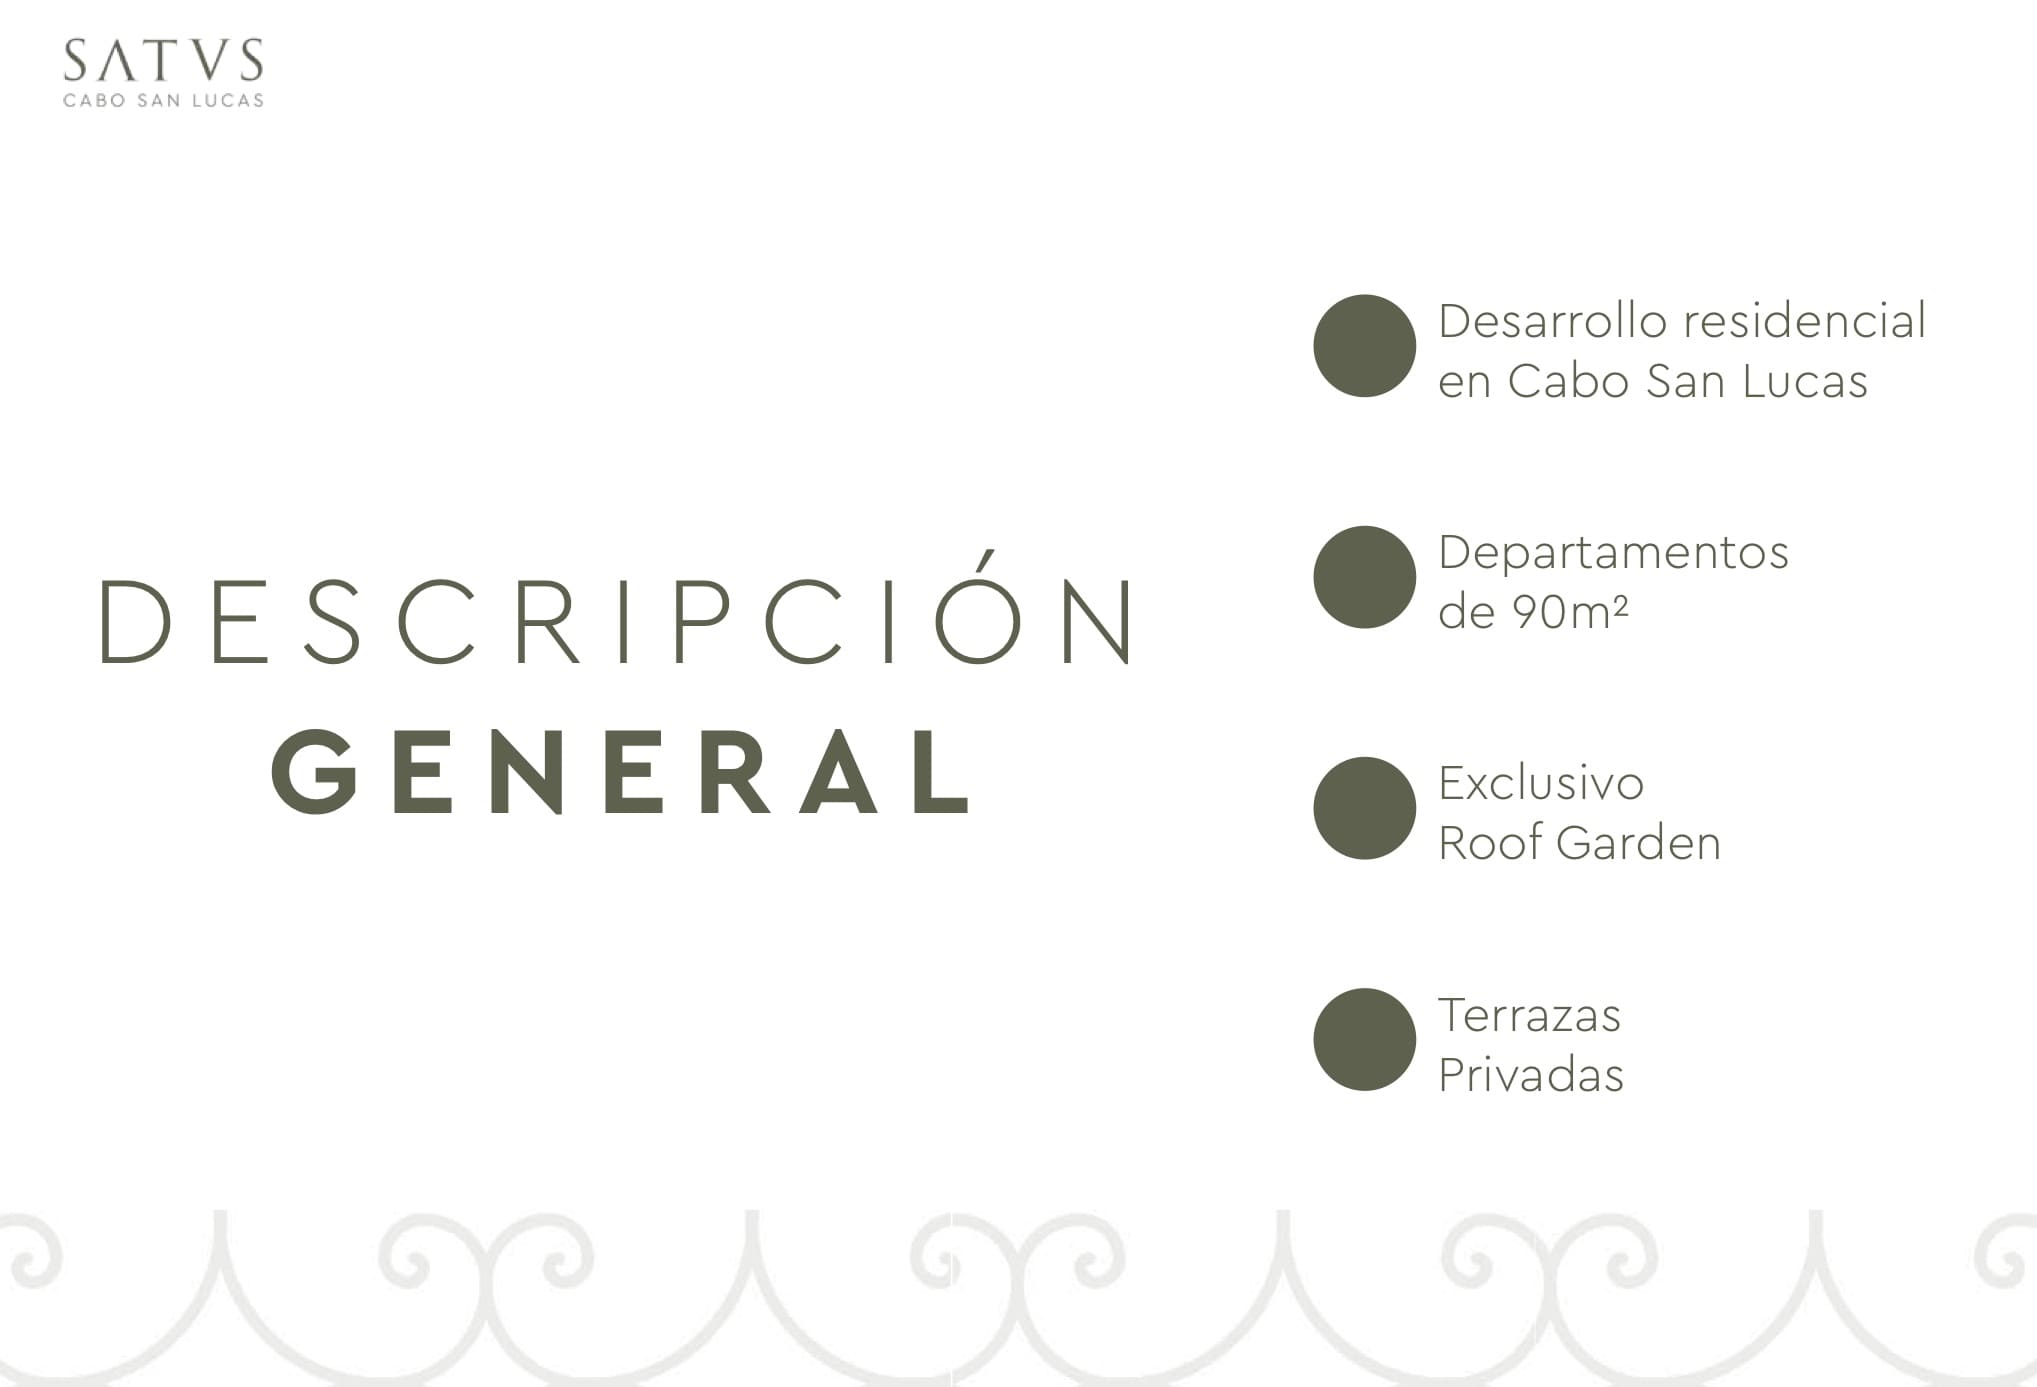 SATVS
CABO SAN LUCAS
DESCRIPCIÓN
GENERAL
Desarrollo residencial
en Cabo San Lucas
Departamentos
de 90m²
Exclusivo
Roof Garden
Terrazas
Privadas